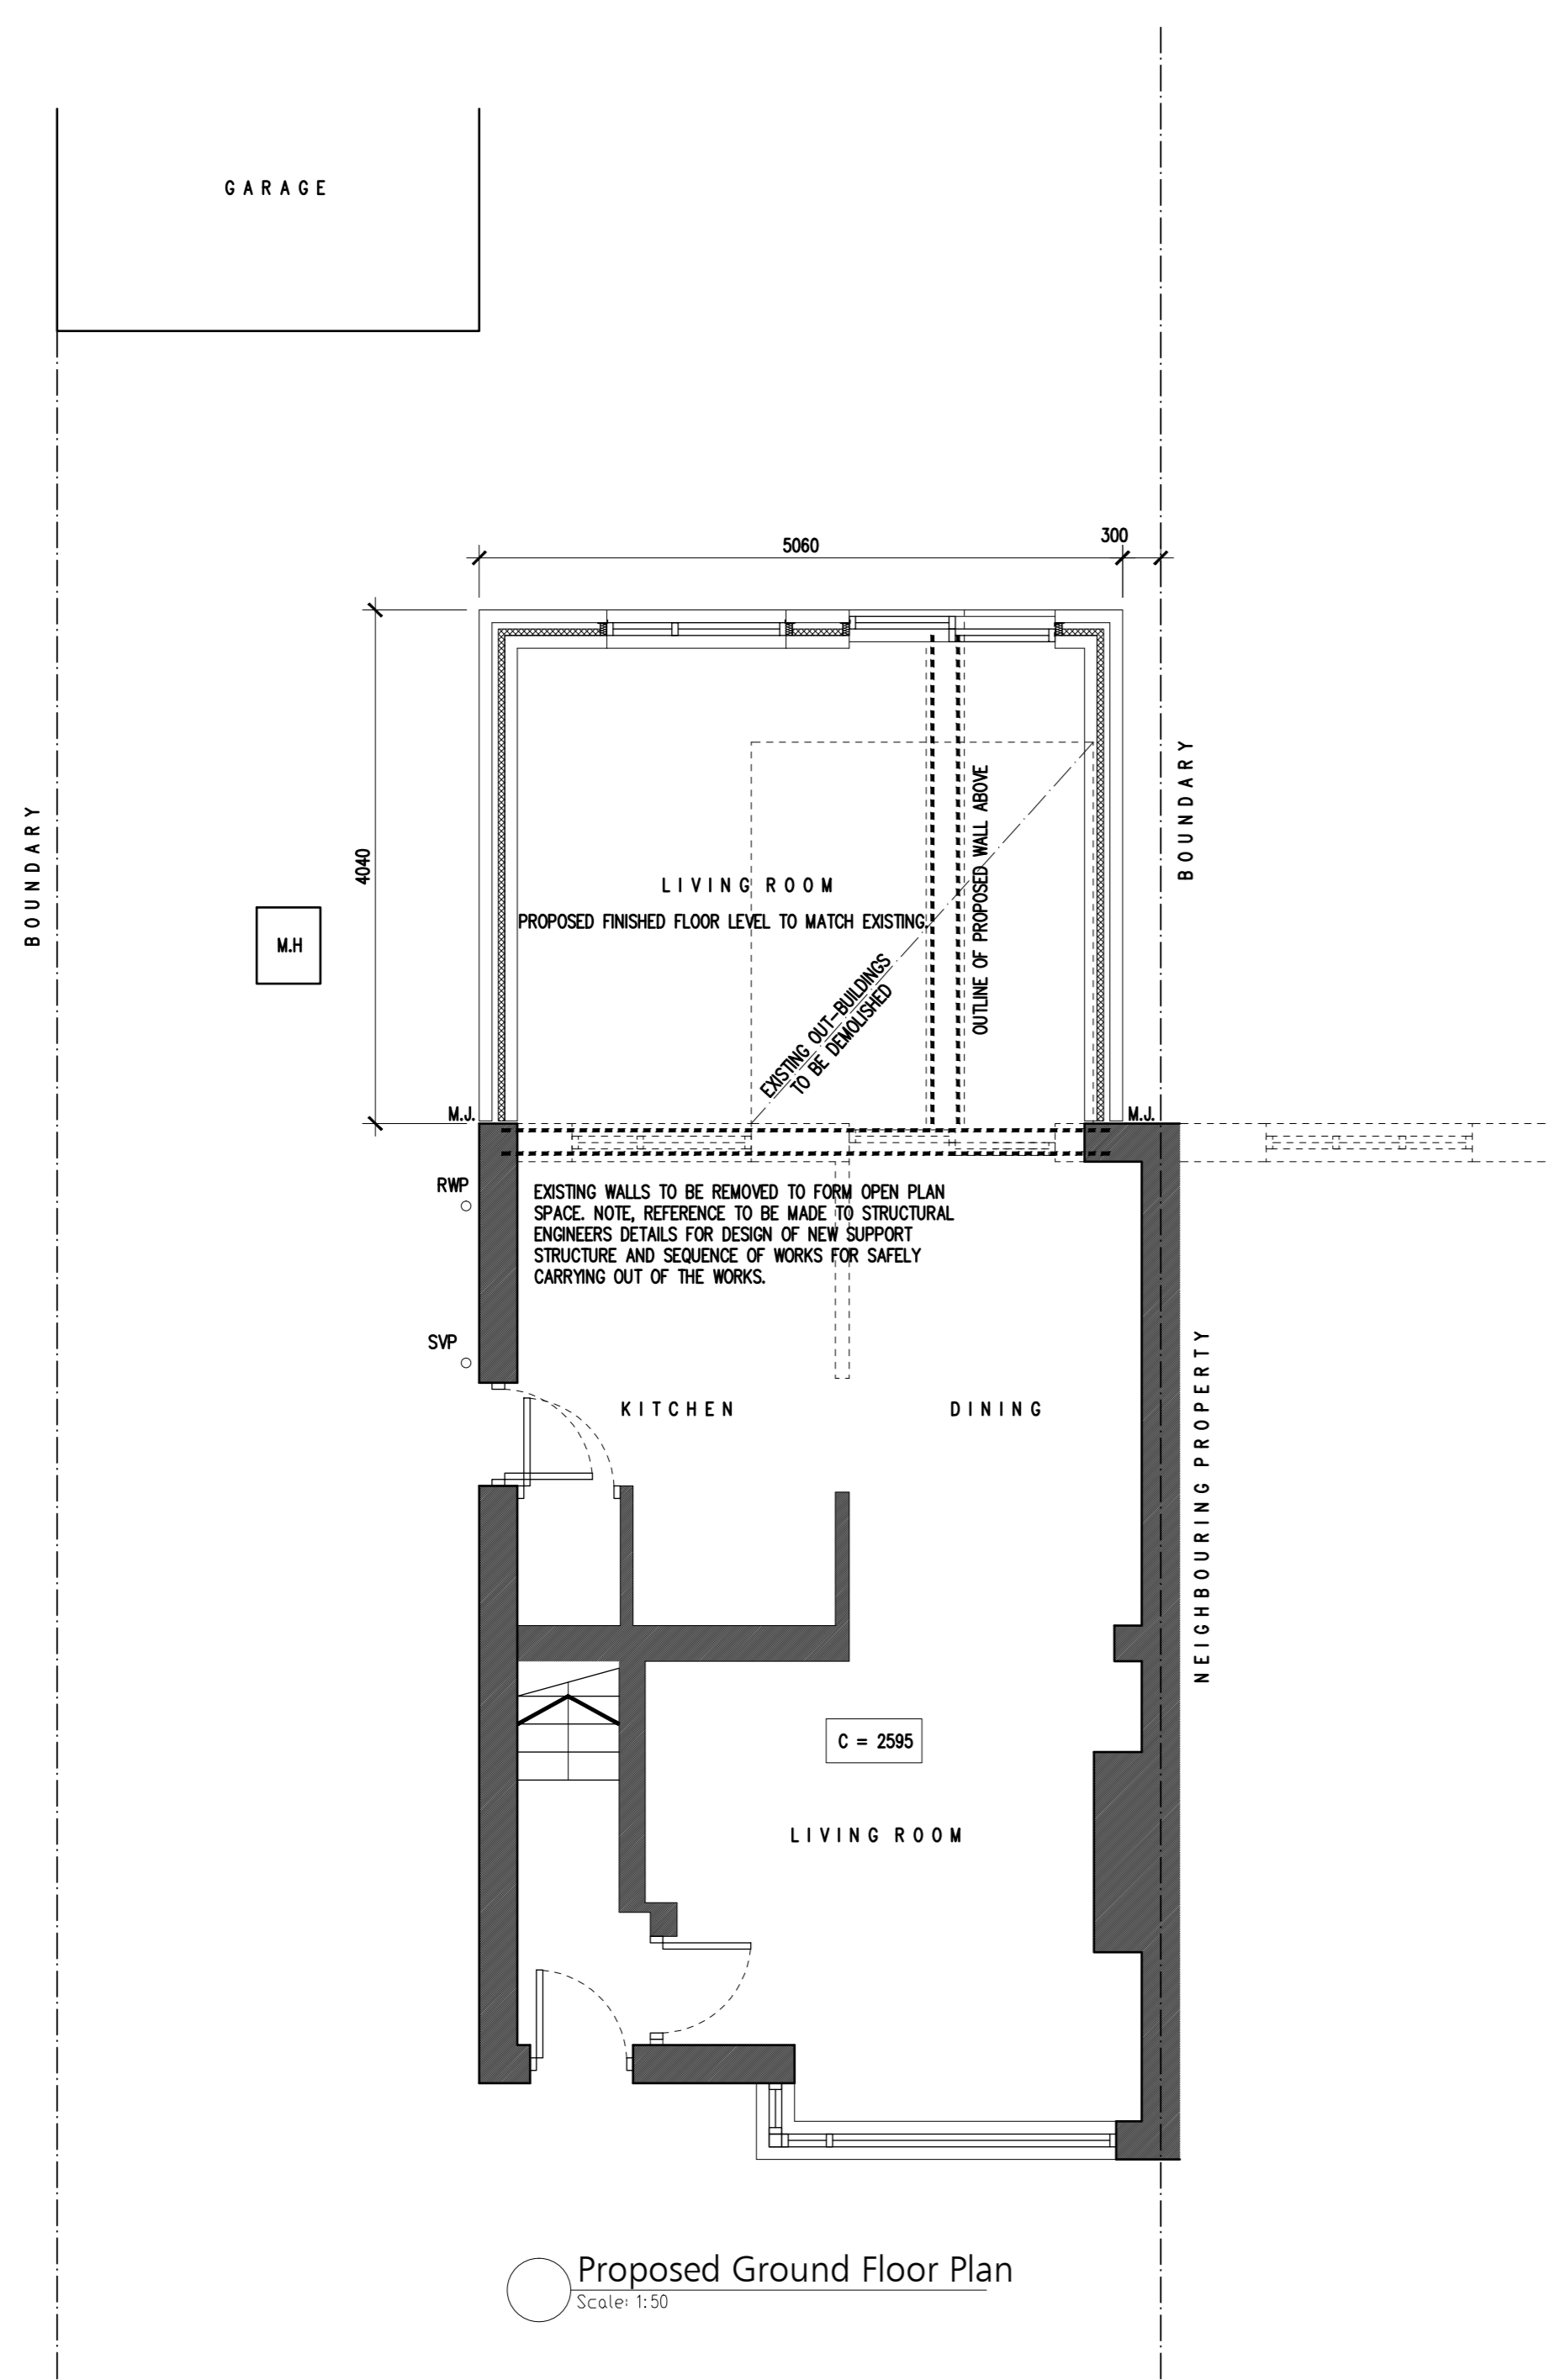 GARAGE
5060
300
BOUNDARY
BOUNDARY
4040
M.H
LIVING ROOM
PROPOSED FINISHED FLOOR LEVEL TO MATCH EXISTING.
OUTLINE OF PROPOSED WALL ABOVE
EXISTING OUT-BUILDINGS
TO BE DEMOLISHED
M.J.
M.J.
RWP
EXISTING WALLS TO BE REMOVED TO FORM OPEN PLAN
SPACE. NOTE, REFERENCE TO BE MADE TO STRUCTURAL
ENGINEERS DETAILS FOR DESIGN OF NEW SUPPORT
STRUCTURE AND SEQUENCE OF WORKS FOR SAFELY
CARRYING OUT OF THE WORKS.
SVP
KITCHEN
DINING
NEIGHBOURING PROPERTY
C = 2595
LIVING ROOM
Proposed Ground Floor Plan
Scale: 1:50